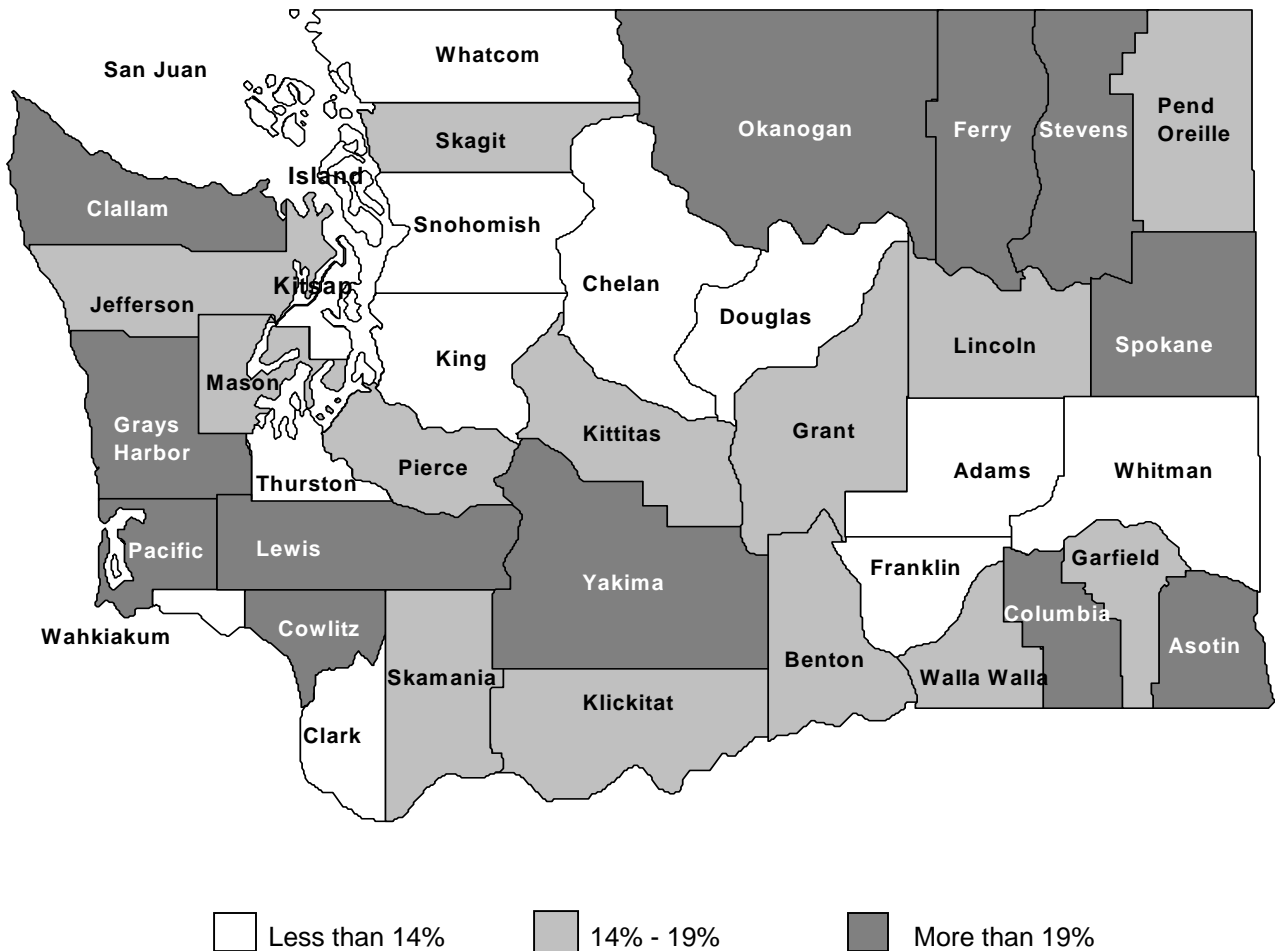 Whatcom
San Juan
Skagit
Okanogan
Ferry
Stevens
Pend
Oreille
Island
Clallam
Snohomish
Chelan
Kitsap
Jefferson
Douglas
King
Lincoln
Spokane
Mason
Grays
Harbor
Kittitas
Grant
Pierce
Adams
Whitman
Thurston
Pacific
Lewis
Yakima
Franklin
Garfield
Columbia
Wahkiakum
Cowlitz
Asotin
Skamania
Benton
Walla Walla
Klickitat
Clark
Less than 14%
14% - 19%
More than 19%